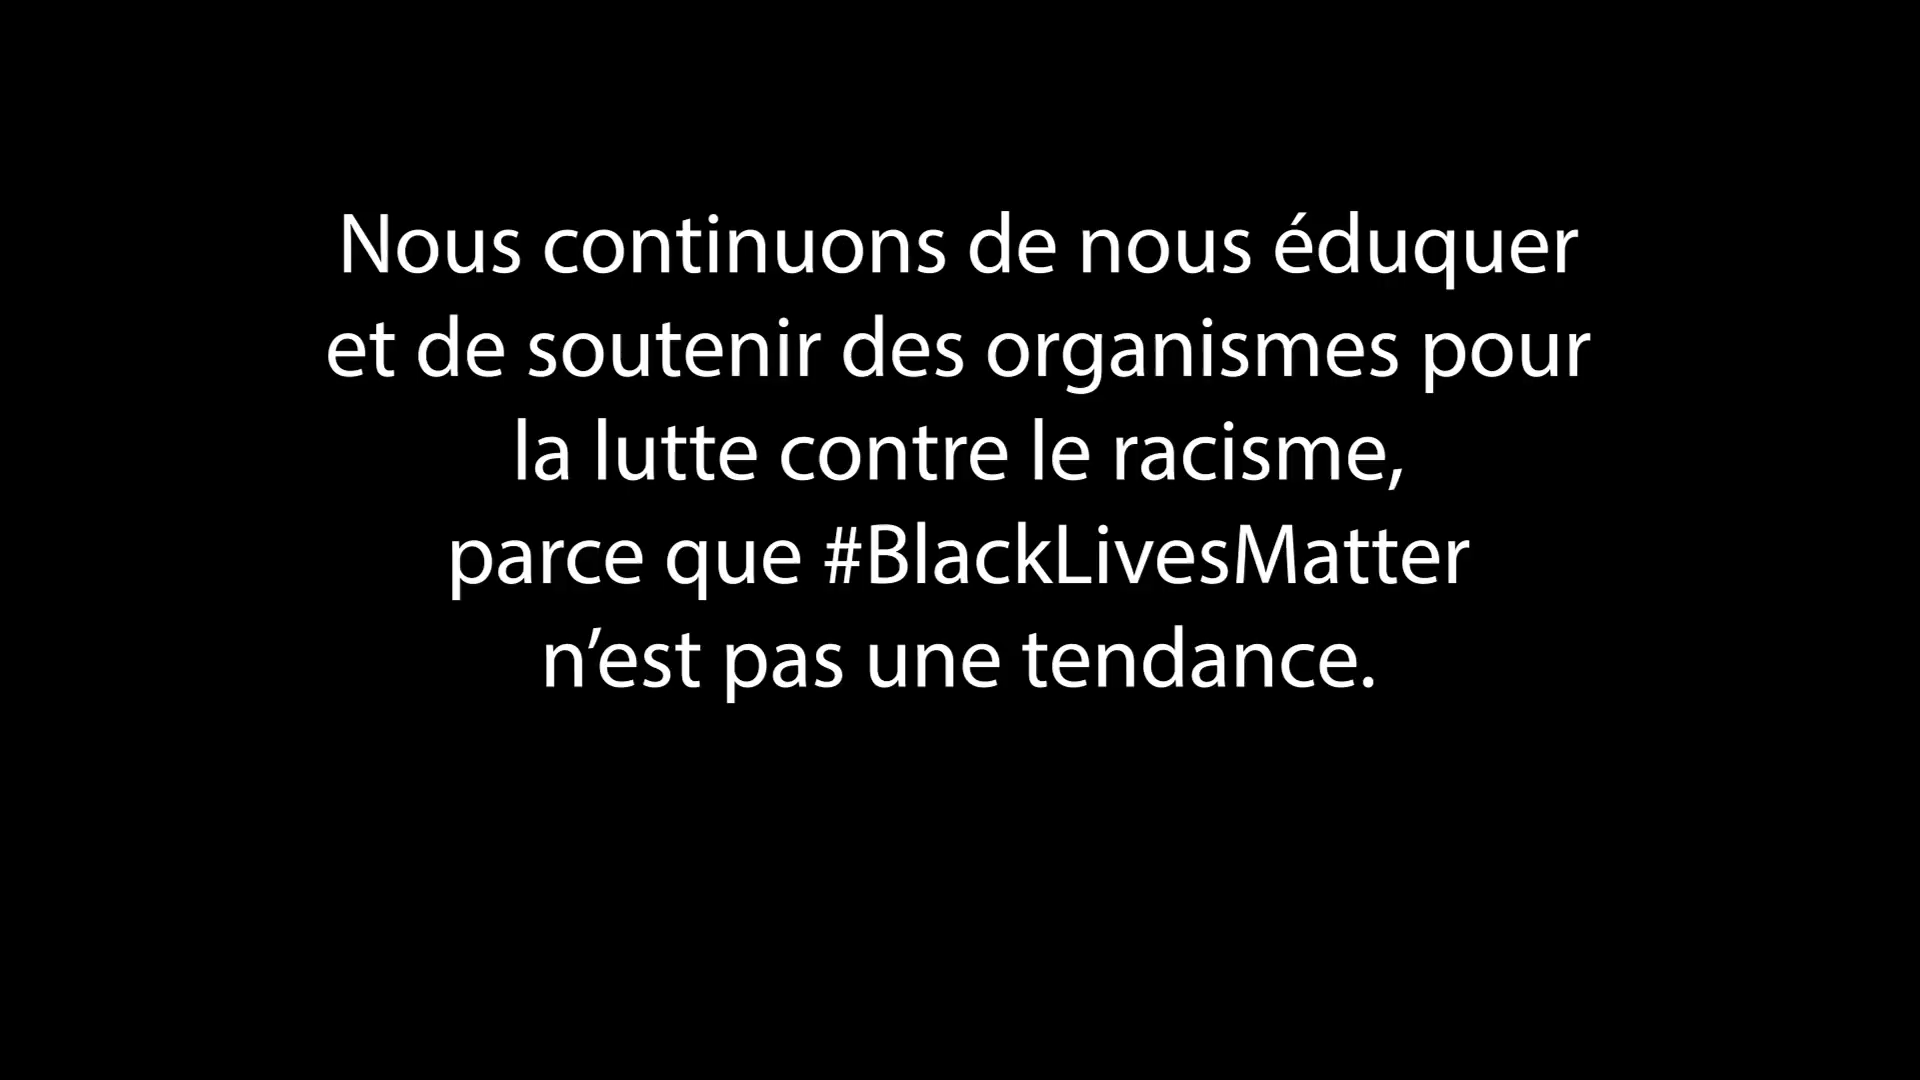 Nous continuons de nous éduquer
et de soutenir des organismes pour
la lutte contre le racisme,
parce que #BlackLivesMatter
n’est pas une tendance.